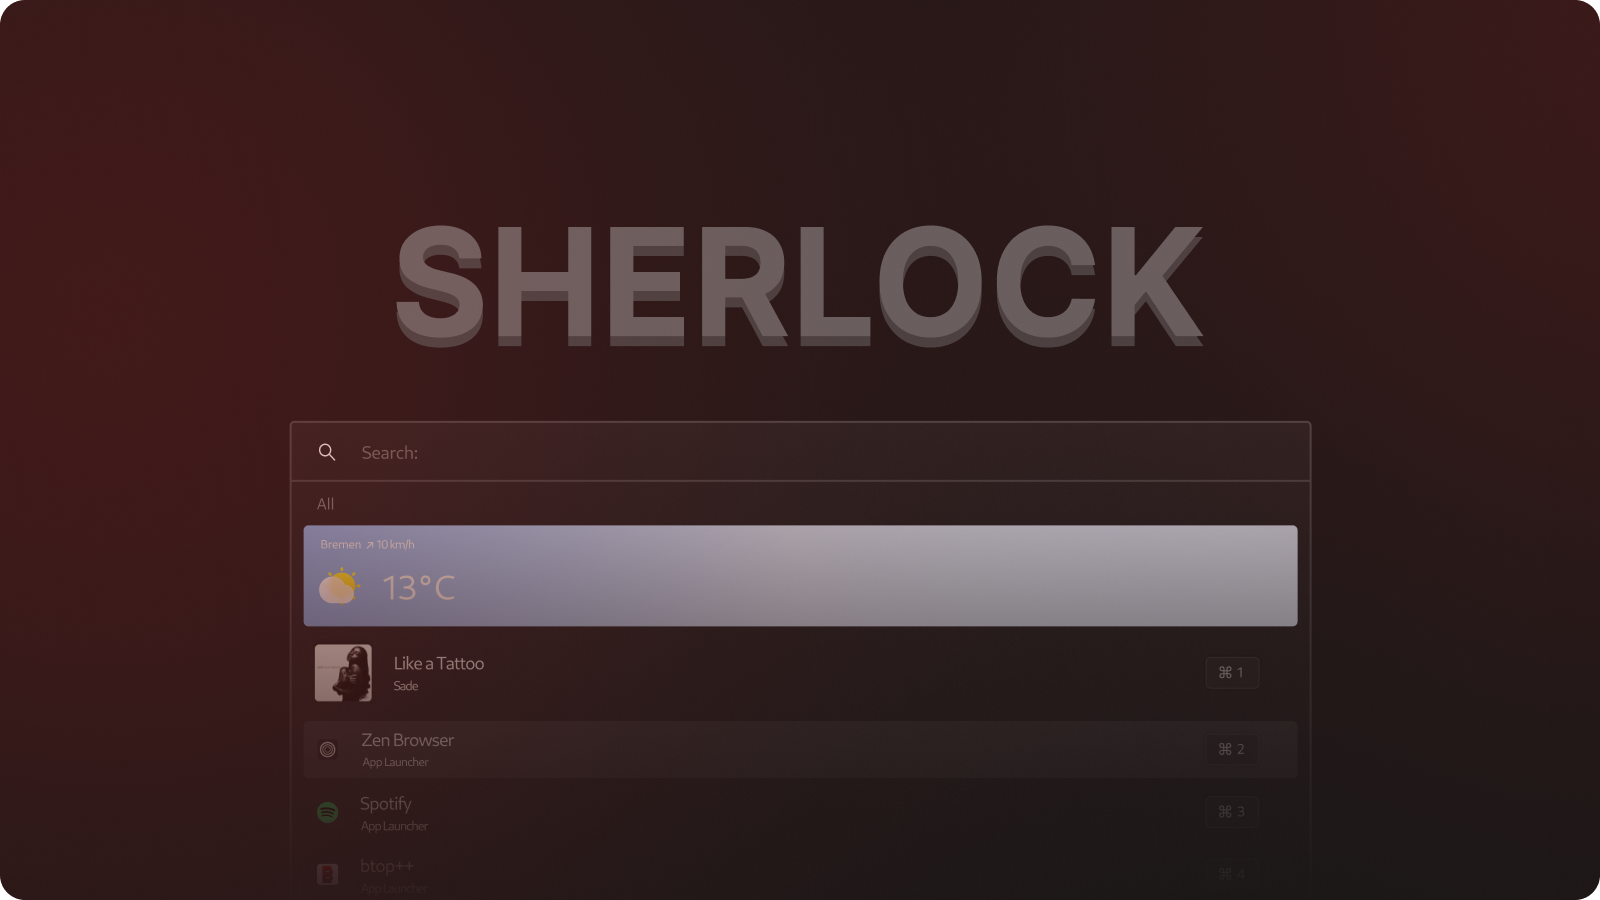 SHERLOCK
Search:
All
Bremen ↗ 10 km/h
13°C
Like a Tattoo
Sade
⌘ 1
Zen Browser
App Launcher
⌘ 2
Spotify
App Launcher
⌘ 3
btop++
App Launcher
⌘ 4